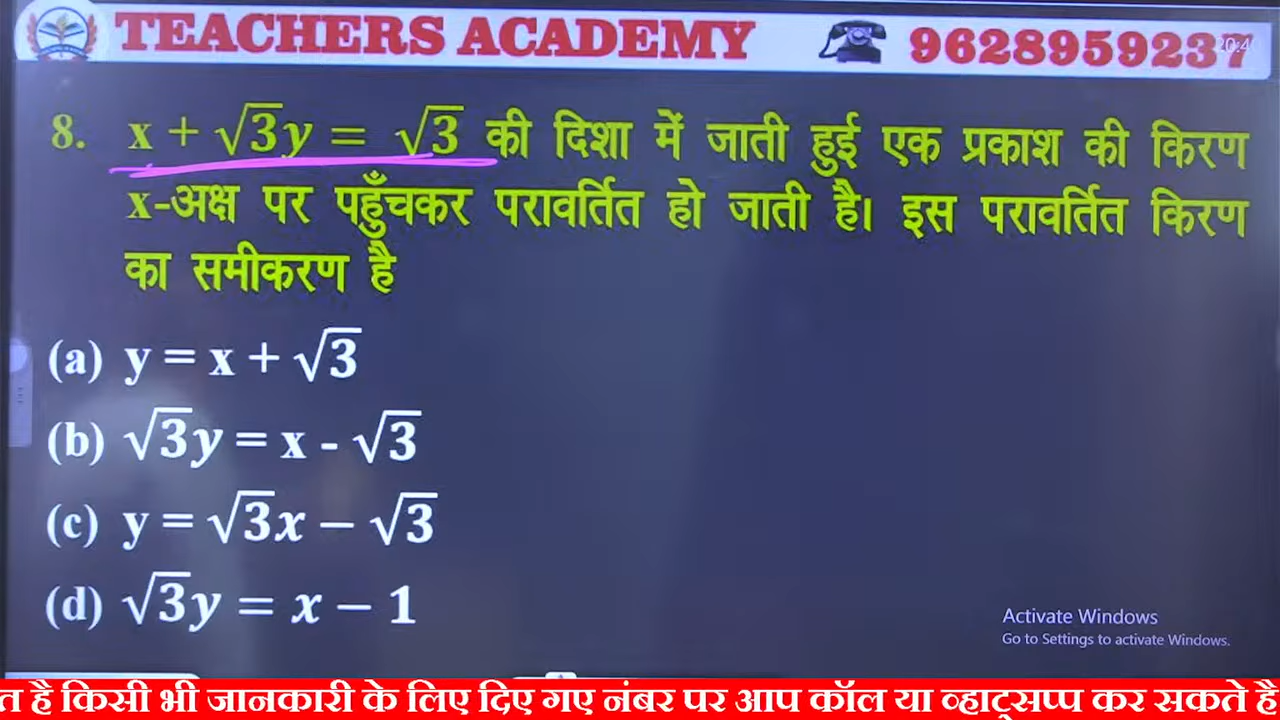 TEACHERS ACADEMY 9628959237
8. x + √3y = √3 की दिशा में जाती हुई एक प्रकाश की किरण
x-अक्ष पर पहुँचकर परावर्तित हो जाती है। इस परावर्तित किरण
का समीकरण है
(a) y = x + √3
(b) √3y = x - √3
(c) y = √3x − √3
(d) √3y = x − 1
Activate Windows
Go to Settings to activate Windows.
त है किसी भी जानकारी के लिए दिए गए नंबर पर आप कॉल या व्हाट्सप्प कर सकते है